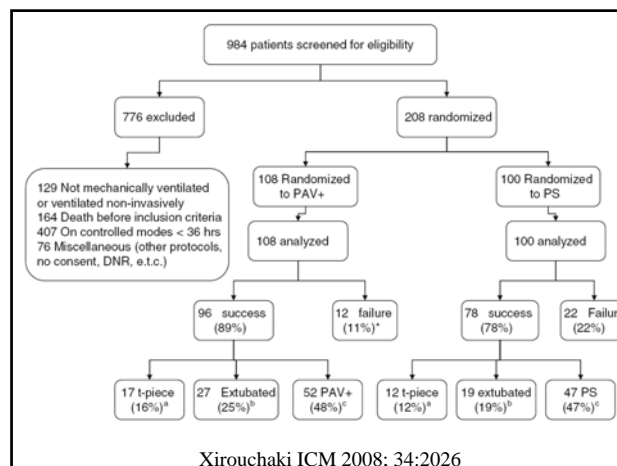 984 patients screened for eligibility
776 excluded
208 randomized
129 Not mechanically ventilated
or ventilated non-invasively
164 Death before inclusion criteria
407 On controlled modes < 36 hrs
76 Miscellaneous (other protocols,
no consent, DNR, e.t.c.)
108 Randomized
to PAV+
100 Randomized
to PS
108 analyzed
100 analyzed
96 success
(89%)
12 failure
(11%)*
78 success
(78%)
22 Failure
(22%)
17 t-piece
(16%)ᵃ
27 Extubated
(25%)ᵇ
52 PAV+
(48%)ᶜ
12 t-piece
(12%)ᵃ
19 extubated
(19%)ᵇ
47 PS
(47%)ᶜ
Xirouchaki ICM 2008; 34:2026